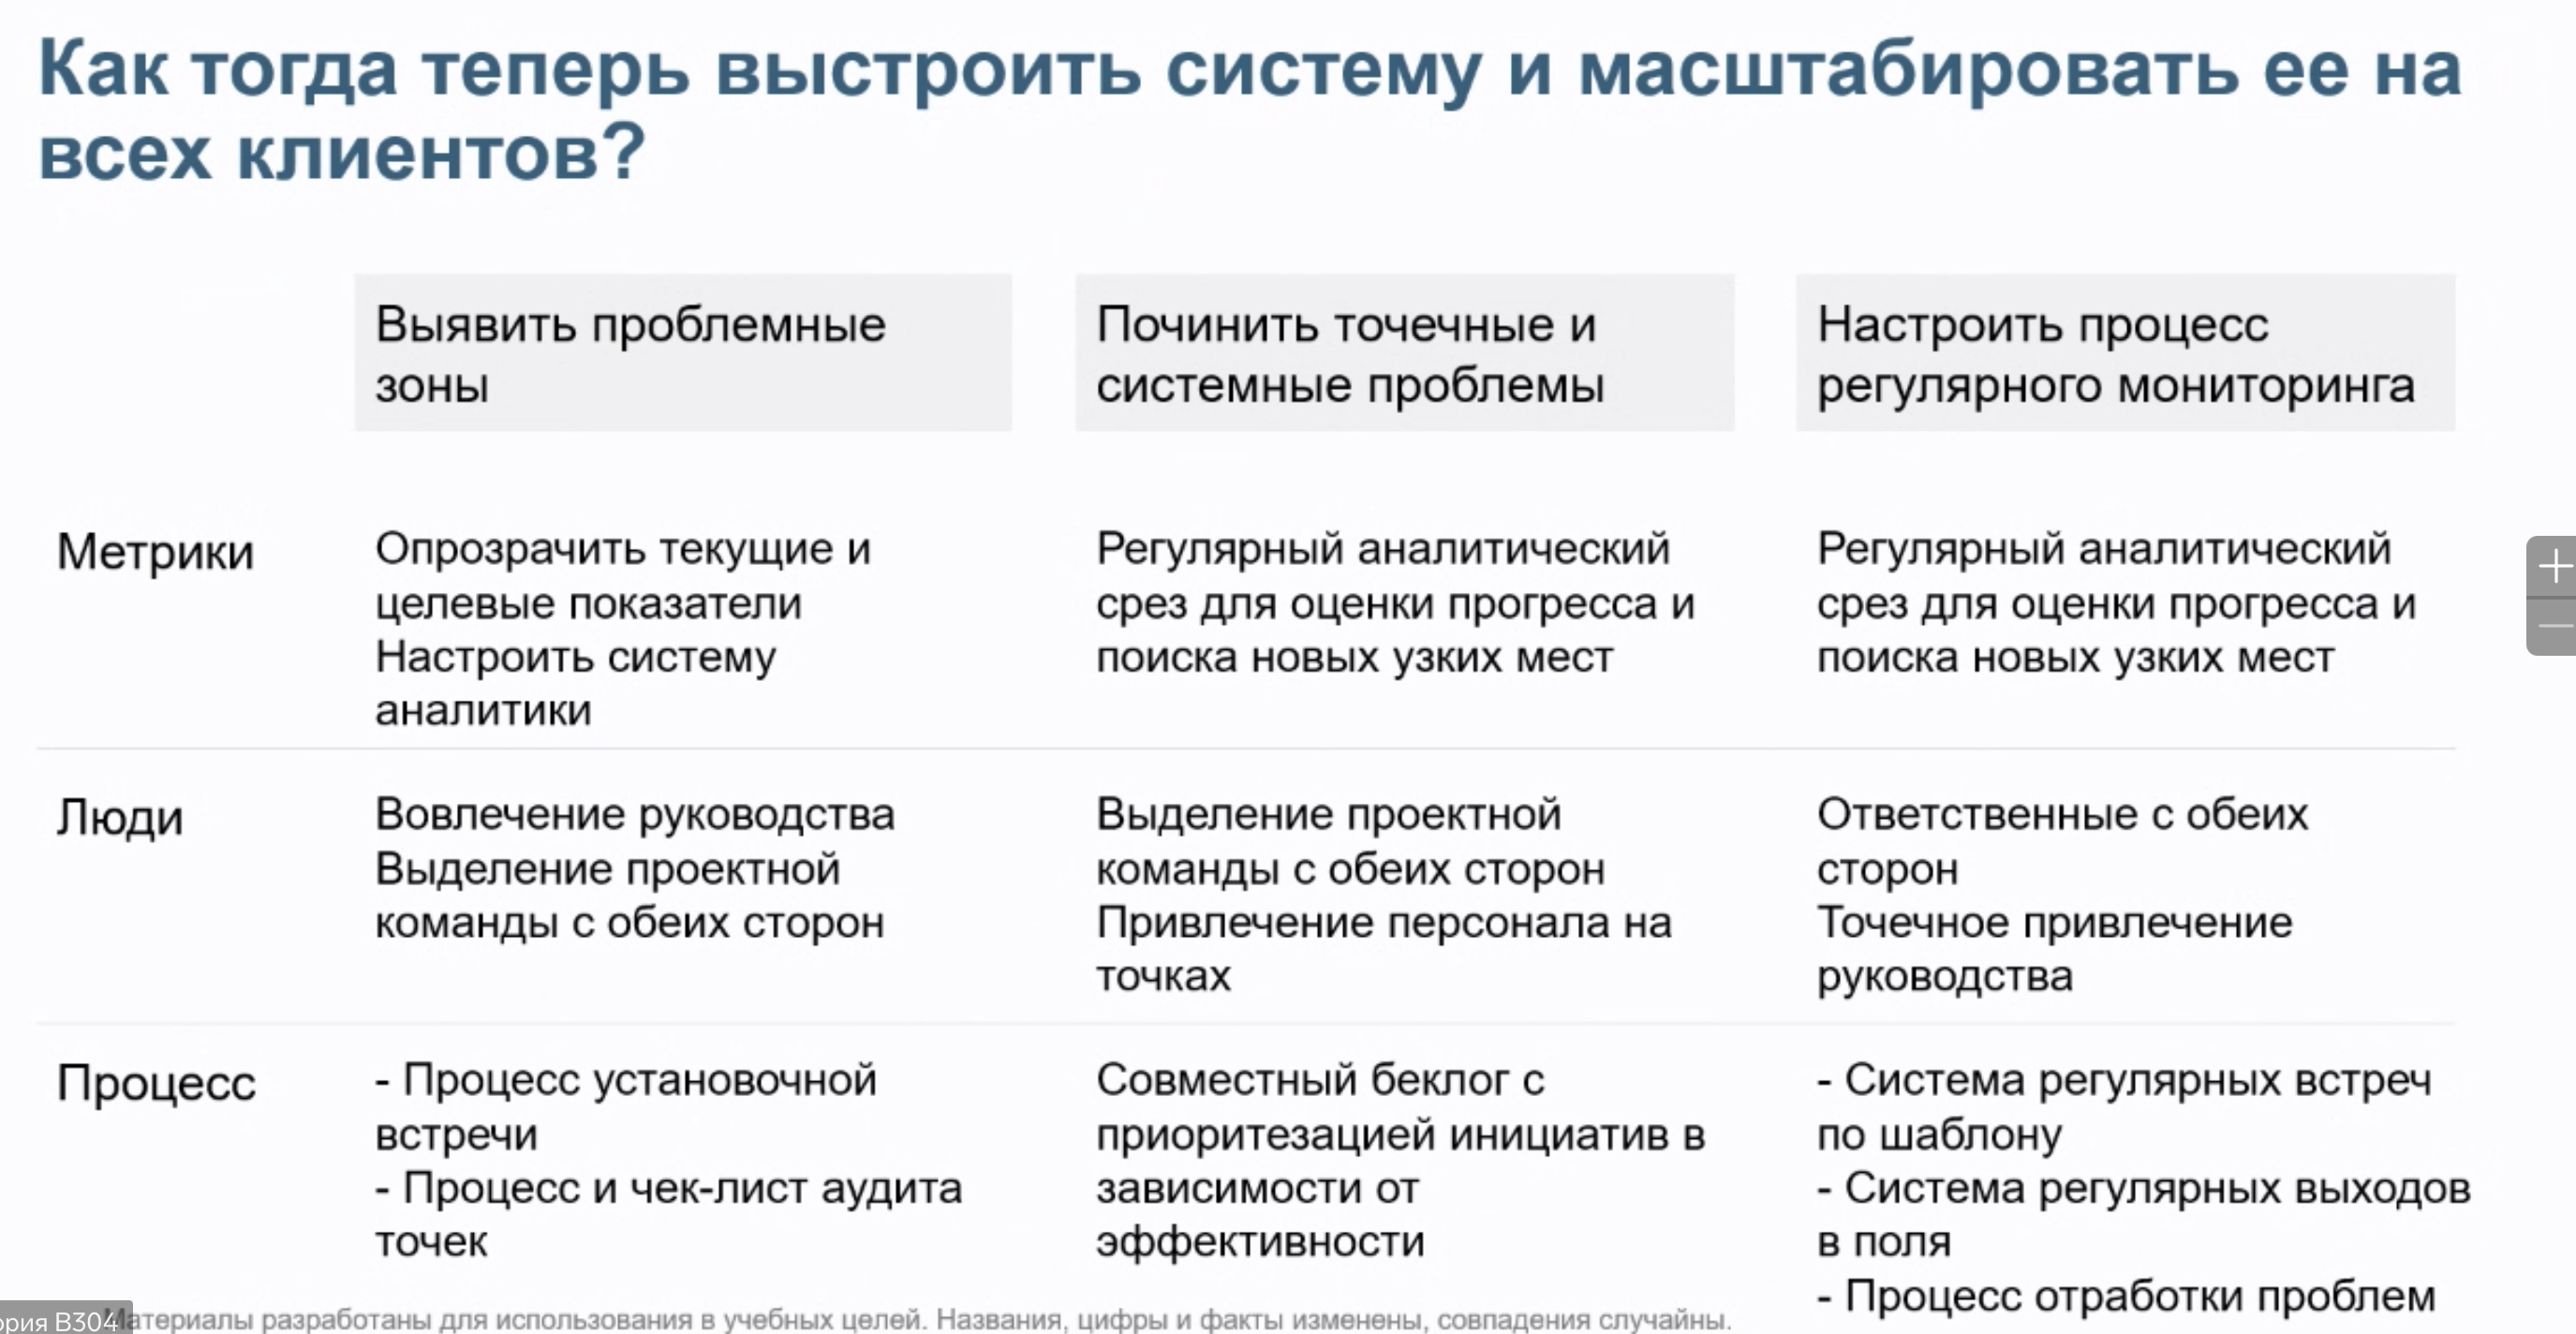 Как тогда теперь выстроить систему и масштабировать ее на
всех клиентов?
Выявить проблемные
зоны
Починить точечные и
системные проблемы
Настроить процесс
регулярного мониторинга
Метрики
Опрозрачить текущие и
целевые показатели
Настроить систему
аналитики
Регулярный аналитический
срез для оценки прогресса и
поиска новых узких мест
Регулярный аналитический
срез для оценки прогресса и
поиска новых узких мест
Люди
Вовлечение руководства
Выделение проектной
команды с обеих сторон
Выделение проектной
команды с обеих сторон
Привлечение персонала на
точках
Ответственные с обеих
сторон
Точечное привлечение
руководства
Процесс
- Процесс установочной
встречи
- Процесс и чек-лист аудита
точек
Совместный беклог с
приоритезацией инициатив в
зависимости от
эффективности
- Система регулярных встреч
по шаблону
- Система регулярных выходов
в поля
- Процесс отработки проблем
Материалы разработаны для использования в учебных целей. Названия, цифры и факты изменены, совпадения случайны.
B304